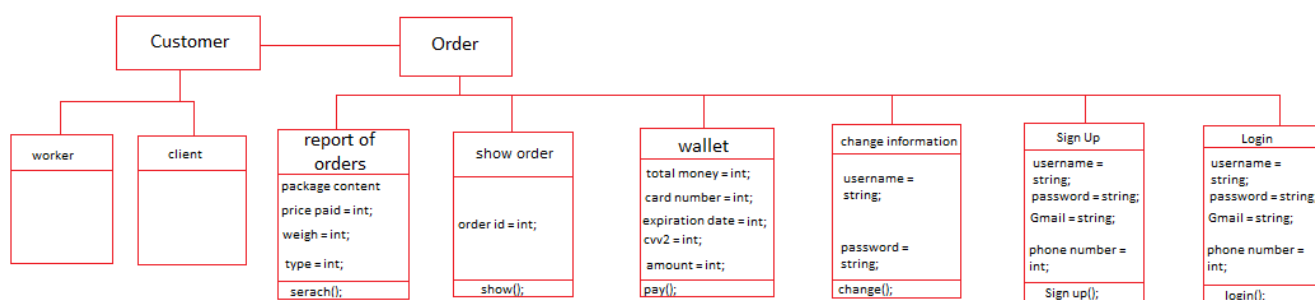 Customer
Order
worker
client
report of
orders
package content
price paid = int;
weigh = int;
type = int;
serach();
show order
order id = int;
show();
wallet
total money = int;
card number = int;
expiration date = int;
cvv2 = int;
amount = int;
pay();
change information
username =
string;
password =
string;
change();
Sign Up
username =
string;
password = string;
Gmail = string;
phone number =
int;
Sign up();
Login
username =
string;
password = string;
Gmail = string;
phone number =
int;
login();